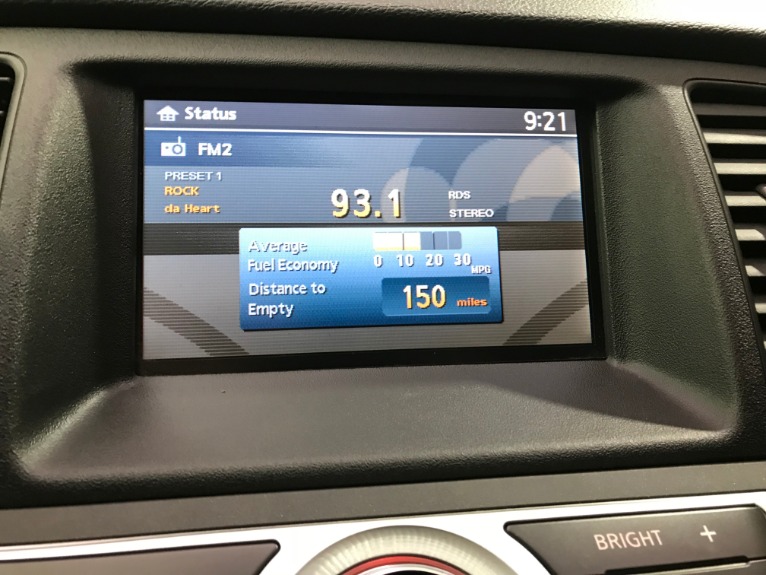 Status
9:21
FM2
PRESET 1
ROCK
da Heart
93.1
RDS
STEREO
Average
Fuel Economy
0 10 20 30
MPG
Distance to
Empty
150 miles
BRIGHT +